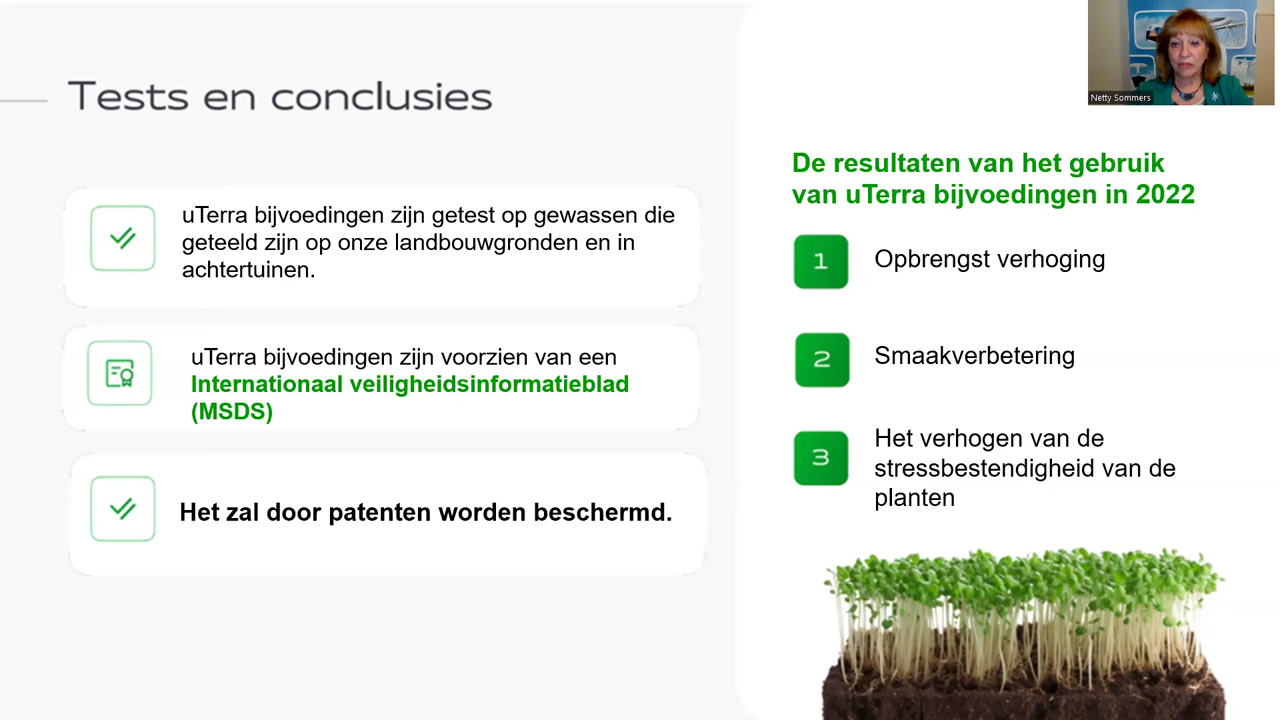 Tests en conclusies
uTerra bijvoedingen zijn getest op gewassen die
geteeld zijn op onze landbouwgronden en in
achtertuinen.
uTerra bijvoedingen zijn voorzien van een
Internationaal veiligheidsinformatieblad
(MSDS)
Het zal door patenten worden beschermd.
Netty Sommers
De resultaten van het gebruik
van uTerra bijvoedingen in 2022
1
Opbrengst verhoging
2
Smaakverbetering
3
Het verhogen van de
stressbestendigheid van de
planten